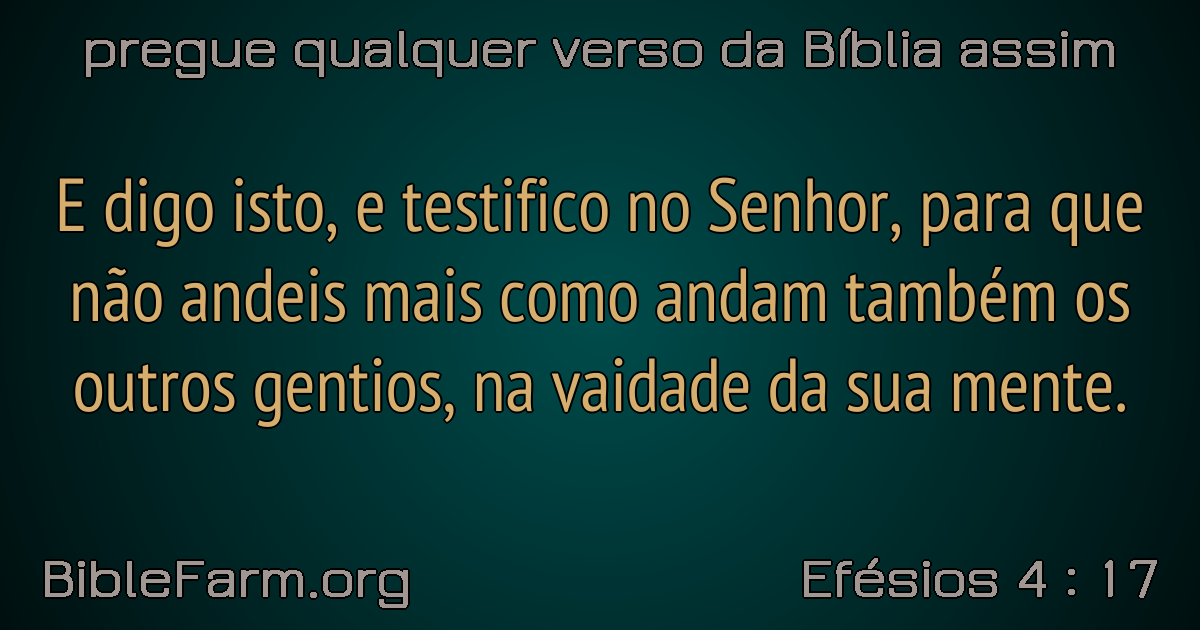 pregue qualquer verso da Bíblia assim
E digo isto, e testifico no Senhor, para que
não andeis mais como andam também os
outros gentios, na vaidade da sua mente.
BibleFarm.org
Efésios 4 : 17